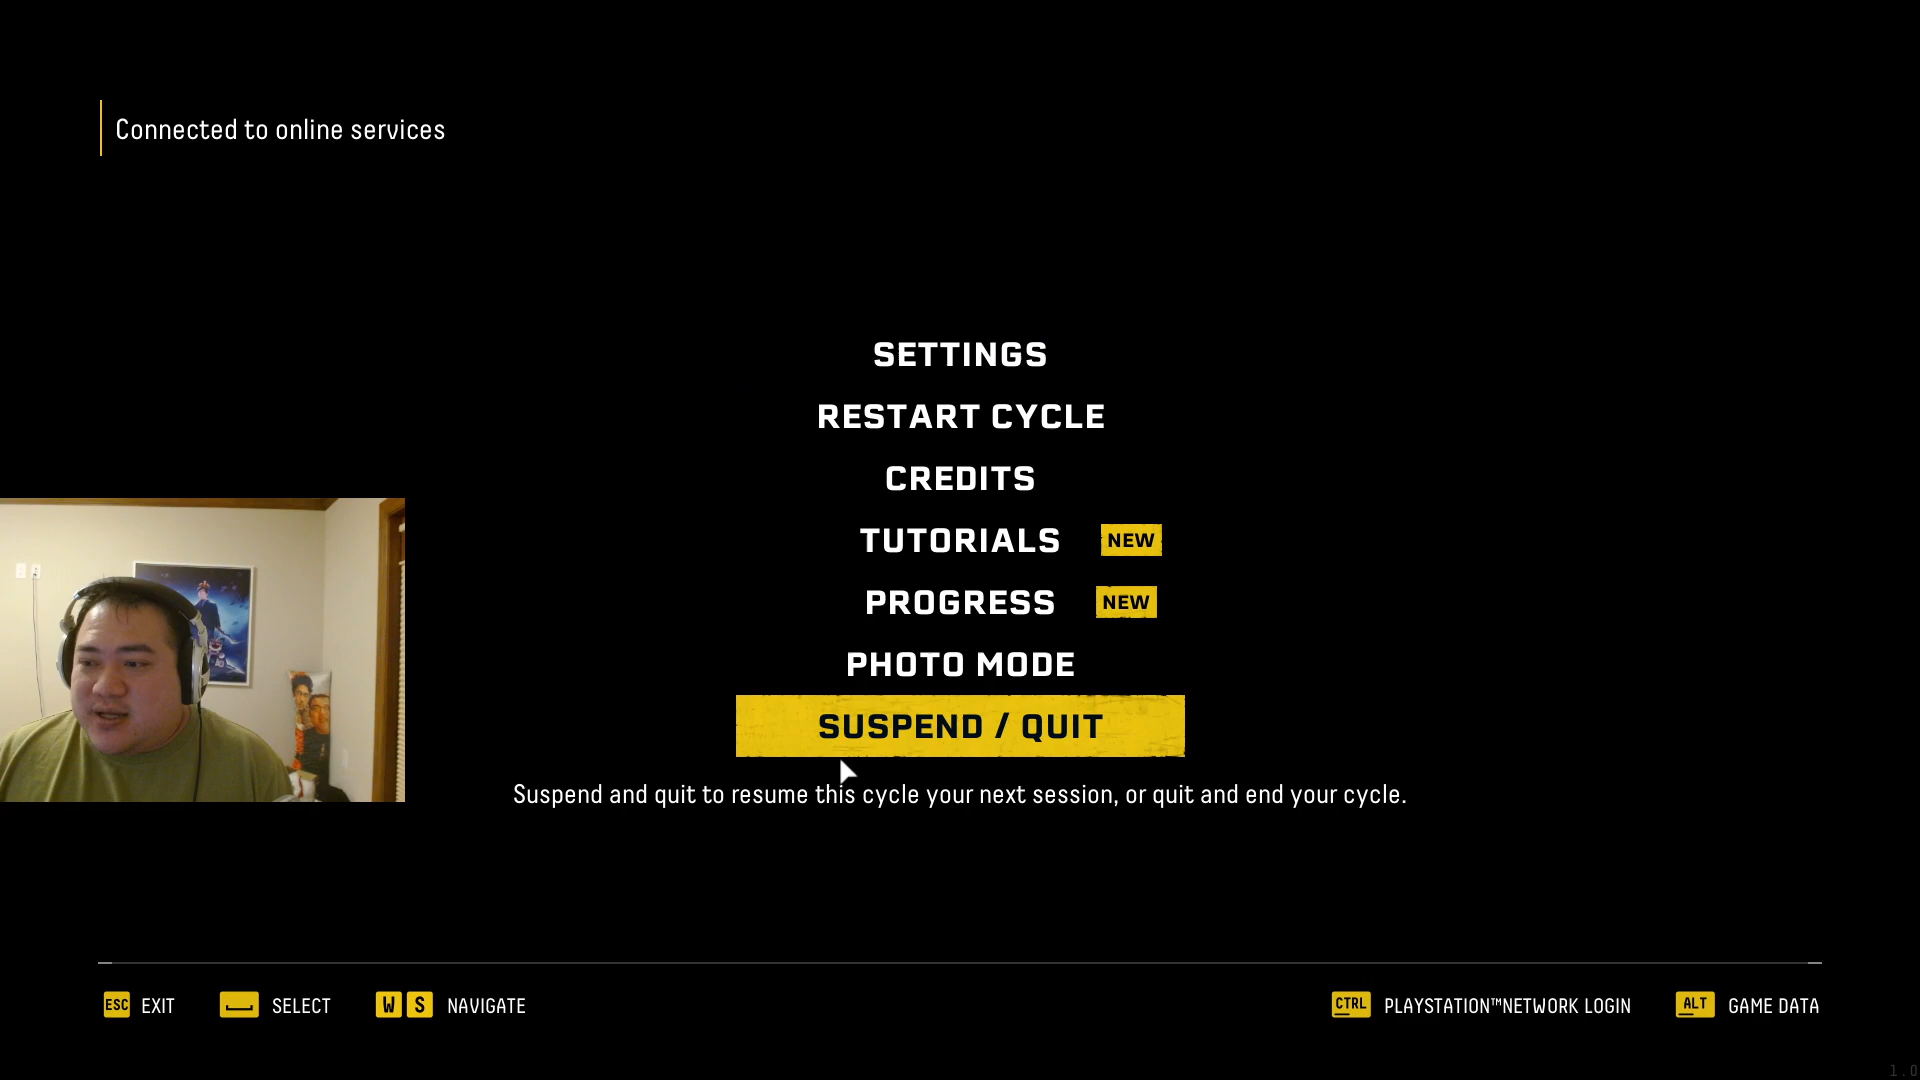 Connected to online services
SETTINGS
RESTART CYCLE
CREDITS
TUTORIALS NEW
PROGRESS NEW
PHOTO MODE
SUSPEND / QUIT
Suspend and quit to resume this cycle your next session, or quit and end your cycle.
ESC EXIT SELECT W S NAVIGATE CTRL PLAYSTATION™NETWORK LOGIN ALT GAME DATA
1.0